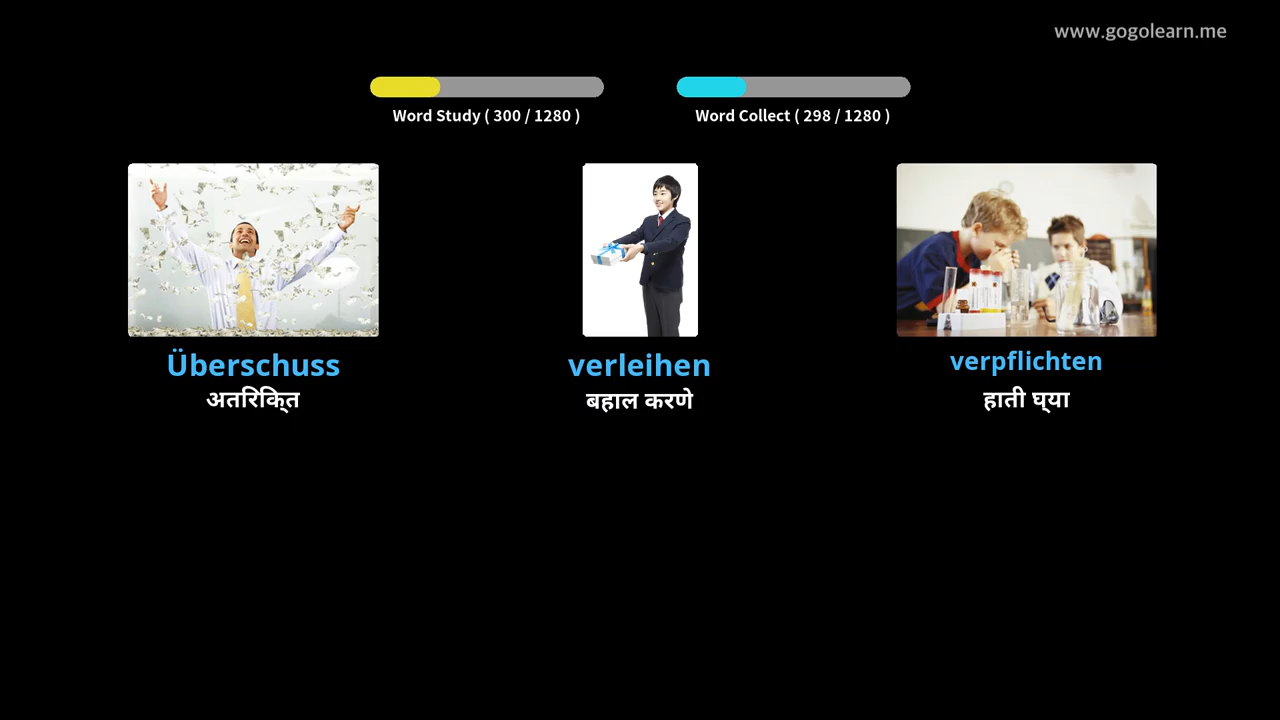 www.gogolearn.me
Word Study ( 300 / 1280 )
Word Collect ( 298 / 1280 )
Überschuss
अतिरिक्त
verleihen
बहाल करणे
verpflichten
हाती घ्या